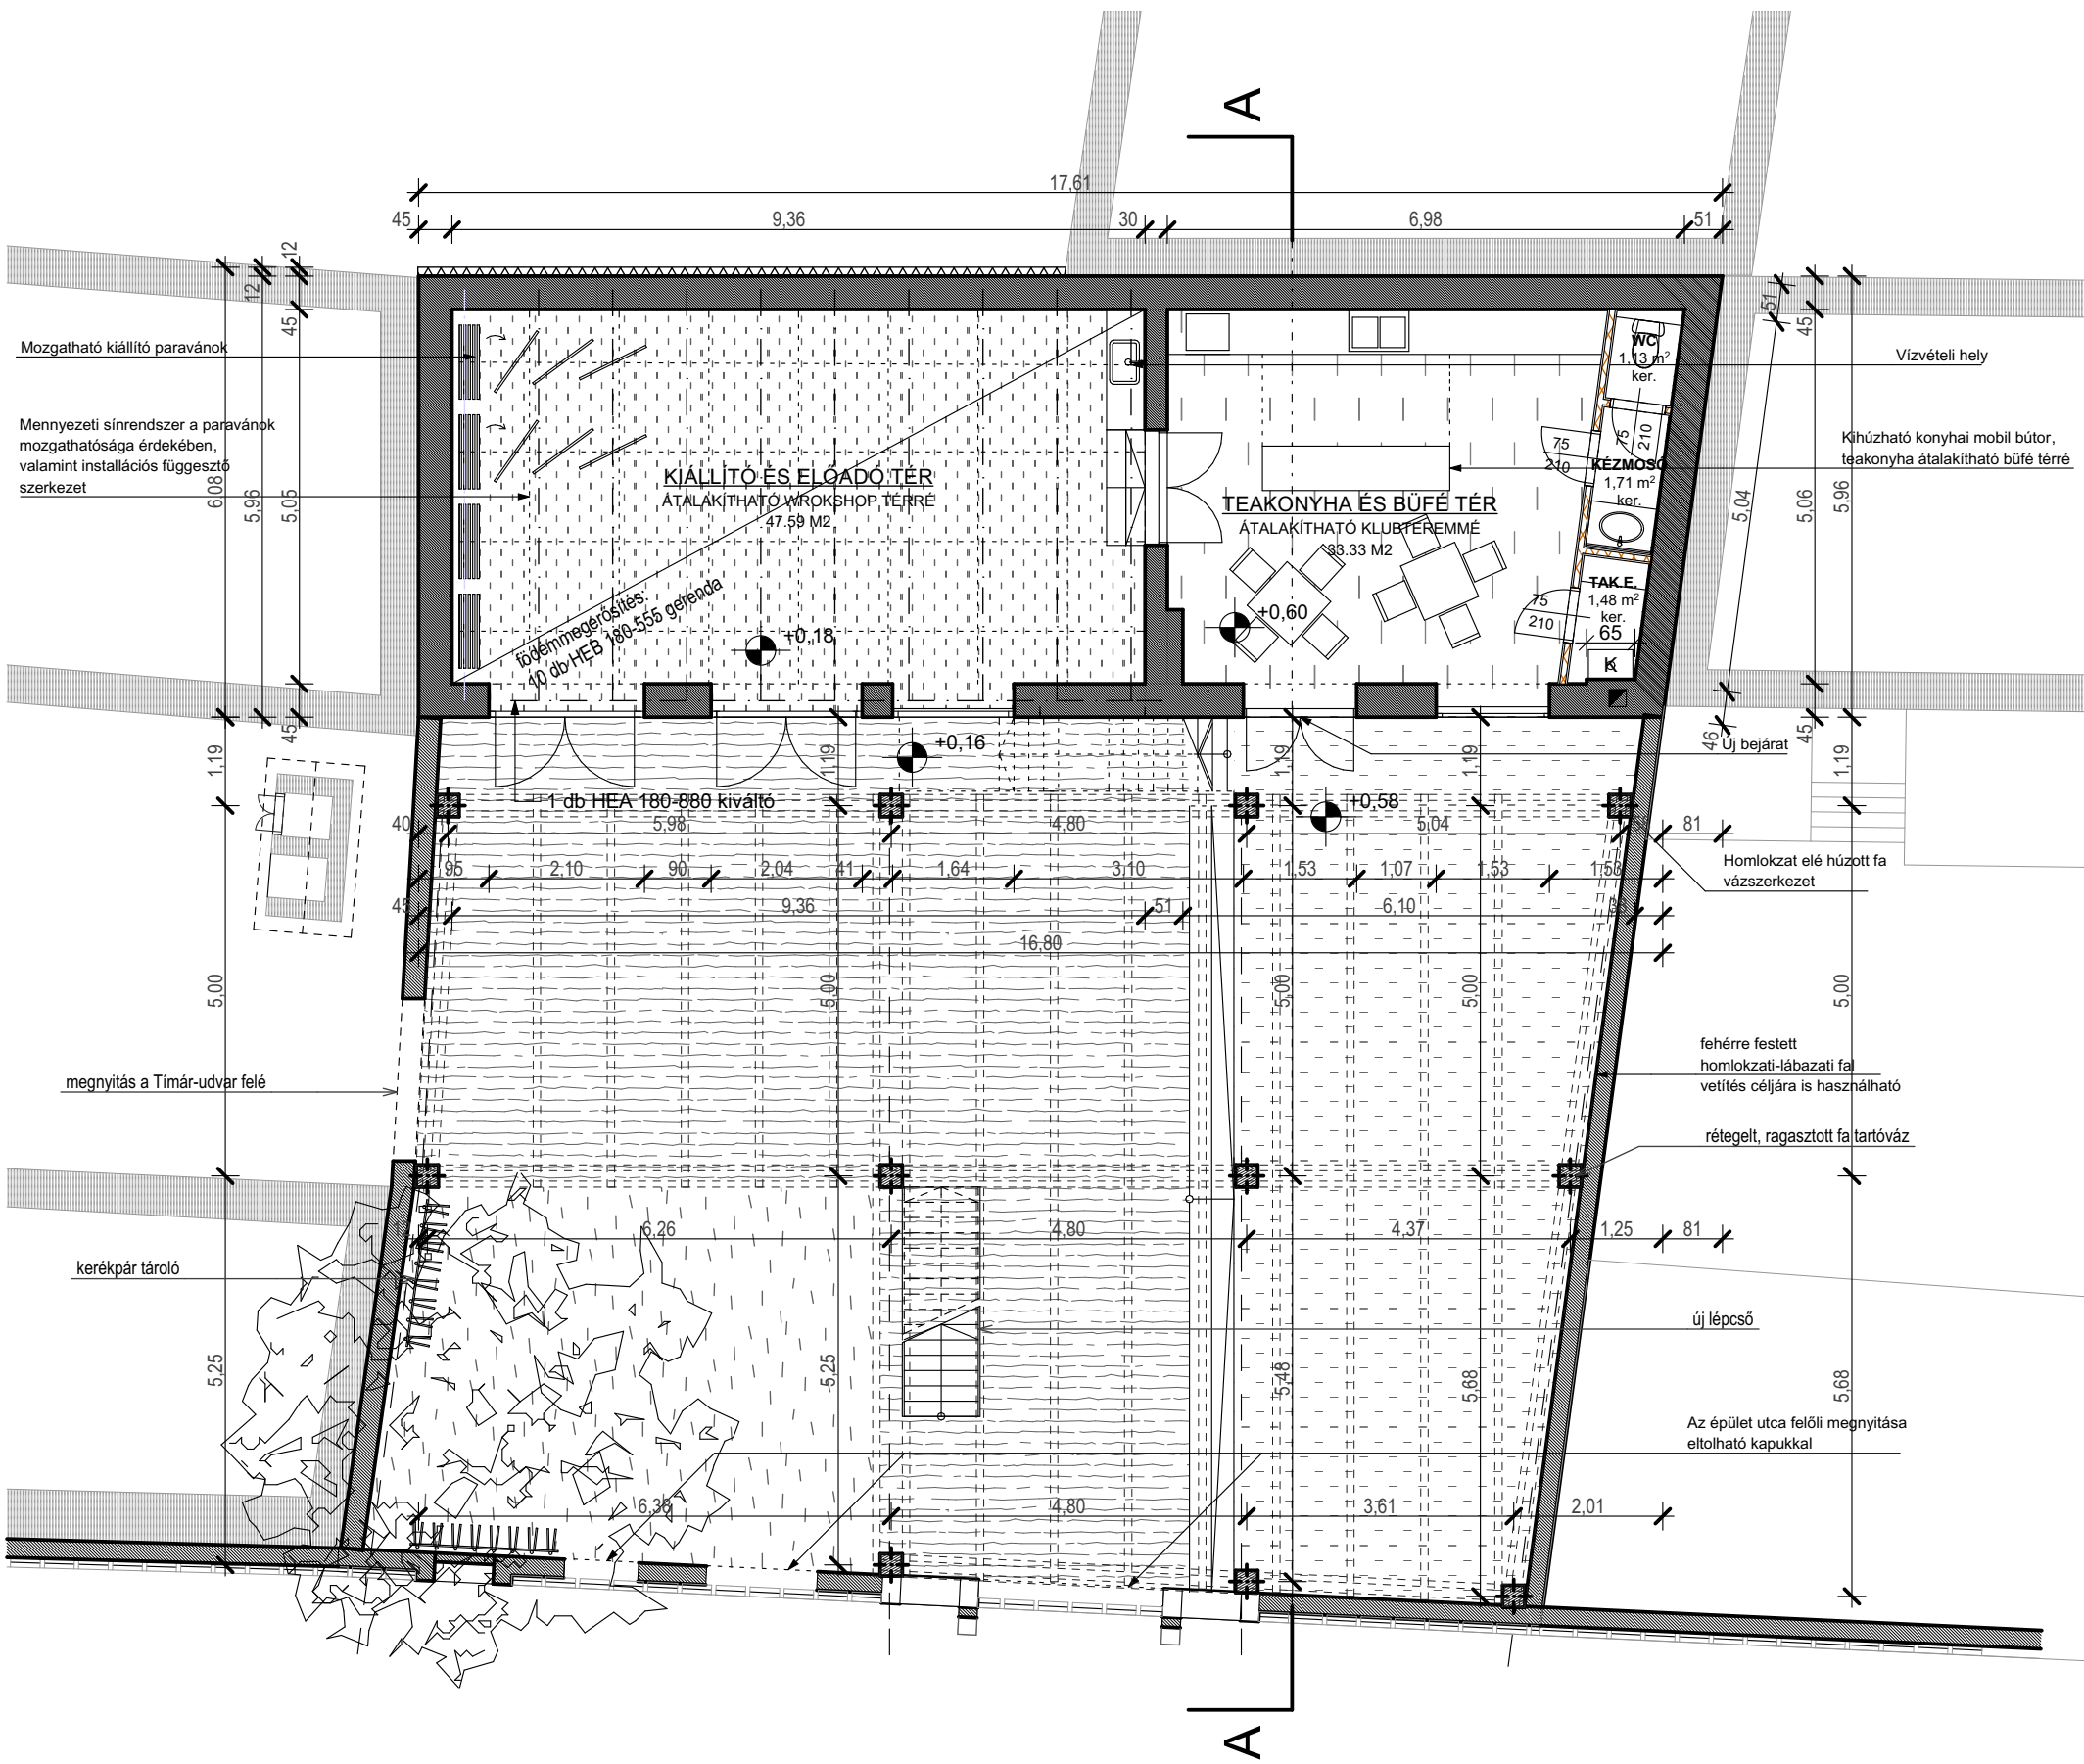 A
17,61
45
9,36
30
6,98
51
12
12
45
6,08
5,96
5,05
45
51
45
5,04
5,06
5,96
46
45
Mozgatható kiállító paravánok
Mennyezeti sínrendszer a paravánok
mozgathatósága érdekében,
valamint installációs függesztő
szerkezet
KIÁLLÍTÓ ÉS ELŐADÓ TÉR
ÁTALAKÍTHATÓ WROKSHOP TÉRRÉ
47.59 M2
födémmegerősítés:
10 db HEB 180-555 gerenda
+0,18
TEAKONYHA ÉS BÜFÉ TÉR
ÁTALAKÍTHATÓ KLUBTEREMMÉ
33.33 M2
+0,60
WC
1,13 m²
ker.
75
210
75
210
KÉZMOSÓ
1,71 m²
ker.
TAK.E.
1,48 m²
ker.
75
210
65
K
Vízvételi hely
Kihúzható konyhai mobil bútor,
teakonyha átalakítható büfé térré
Új bejárat
1,19
1,19
1,19
1,19
1,19
+0,16
1 db HEA 180-880 kiváltó
+0,58
40
5,98
4,80
5,04
81
95
2,10
90
2,04
41
1,64
3,10
1,53
1,07
1,53
1,53
45
9,36
51
6,10
16,80
Homlokzat elé húzott fa
vázszerkezet
5,00
5,00
5,00
5,00
5,00
megnyitás a Tímár-udvar felé
fehérre festett
homlokzati-lábazati fal
vetítés céljára is használható
rétegelt, ragasztott fa tartóváz
6,26
4,80
4,37
1,25
81
kerékpár tároló
új lépcső
5,25
5,25
5,48
5,68
5,68
Az épület utca felőli megnyitása
eltolható kapukkal
6,38
4,80
3,61
2,01
A